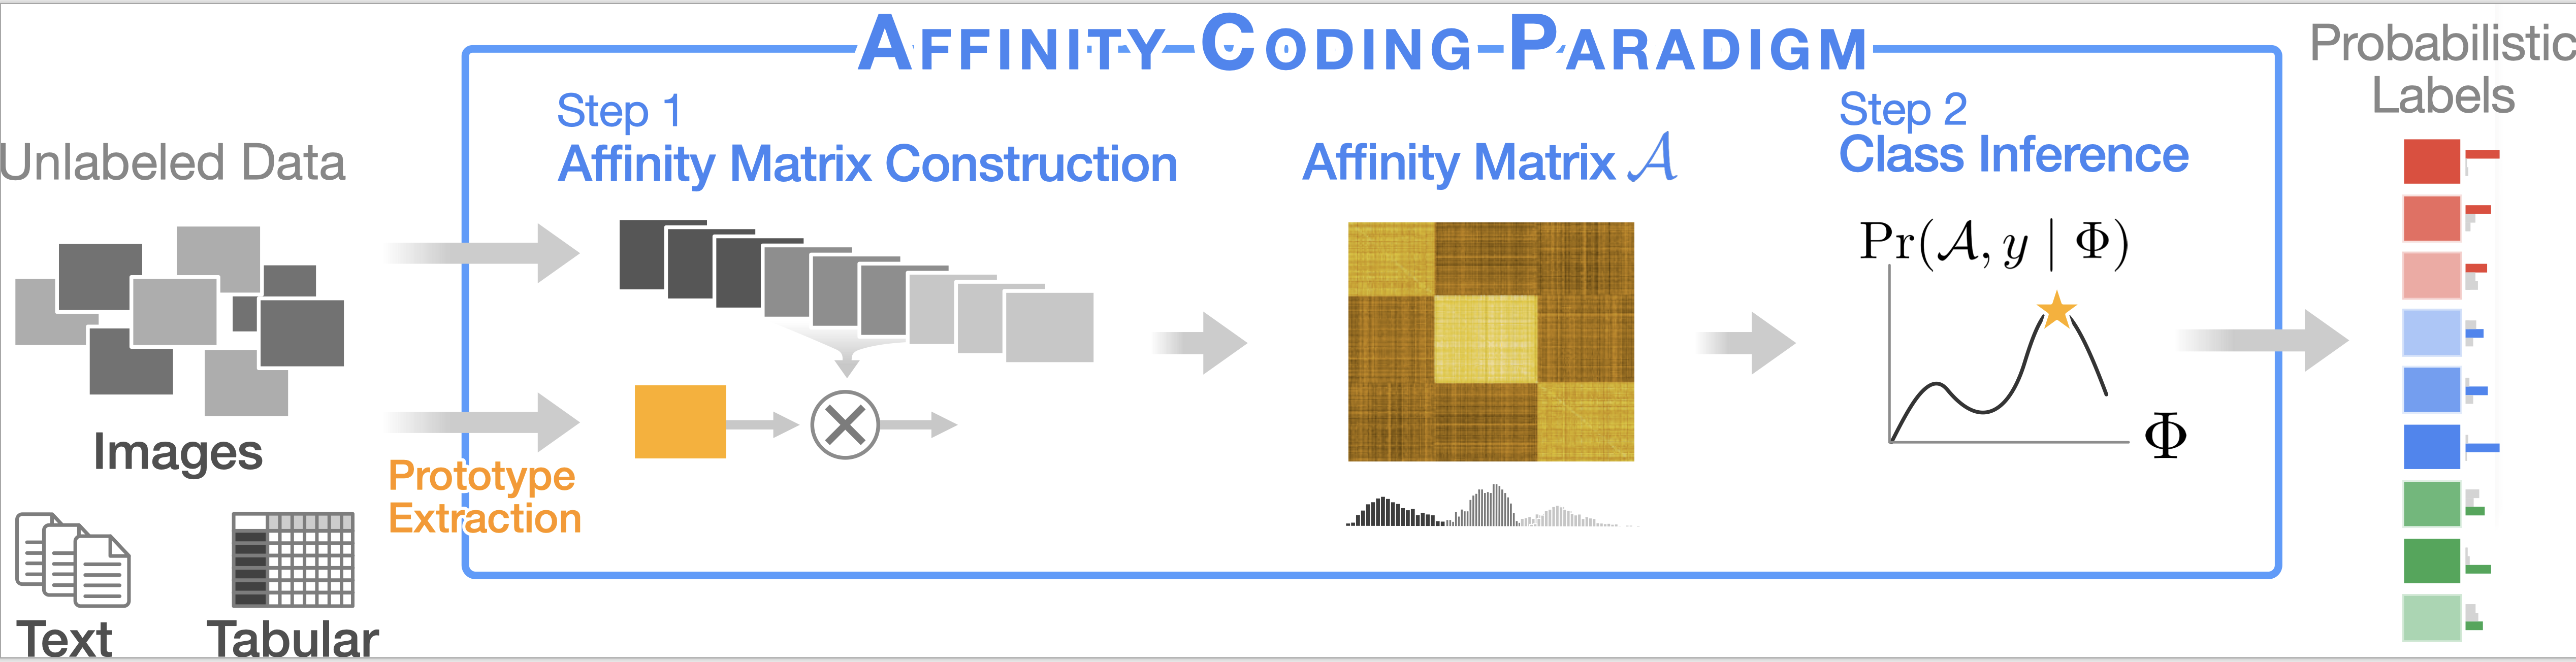 AFFINITY CODING PARADIGM
Unlabeled Data
Images
Text
Tabular
Prototype
Extraction
Step 1
Affinity Matrix Construction
Affinity Matrix 𝒜
Step 2
Class Inference
Pr(𝒜, y | Φ)
Φ
Probabilistic
Labels